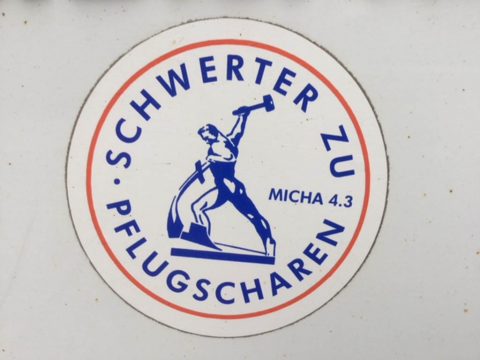 SCHWERTER ZU
· PFLUGSCHAREN
MICHA 4.3